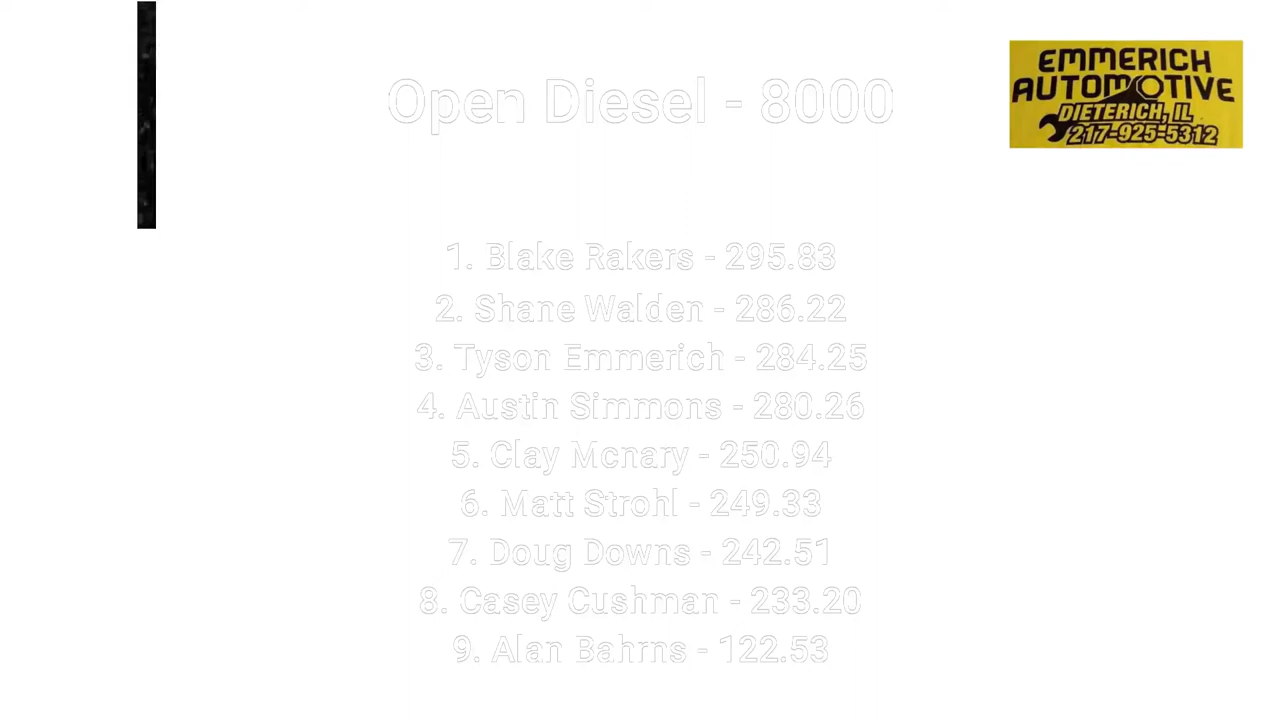 Open Diesel - 8000
EMMERICH
AUTOMOTIVE
DIETERICH, IL
217-925-5312
1. Blake Rakers - 295.83
2. Shane Walden - 286.22
3. Tyson Emmerich - 284.25
4. Austin Simmons - 280.26
5. Clay Mcnary - 250.94
6. Matt Strohl - 249.33
7. Doug Downs - 242.51
8. Casey Cushman - 233.20
9. Alan Bahrns - 122.53